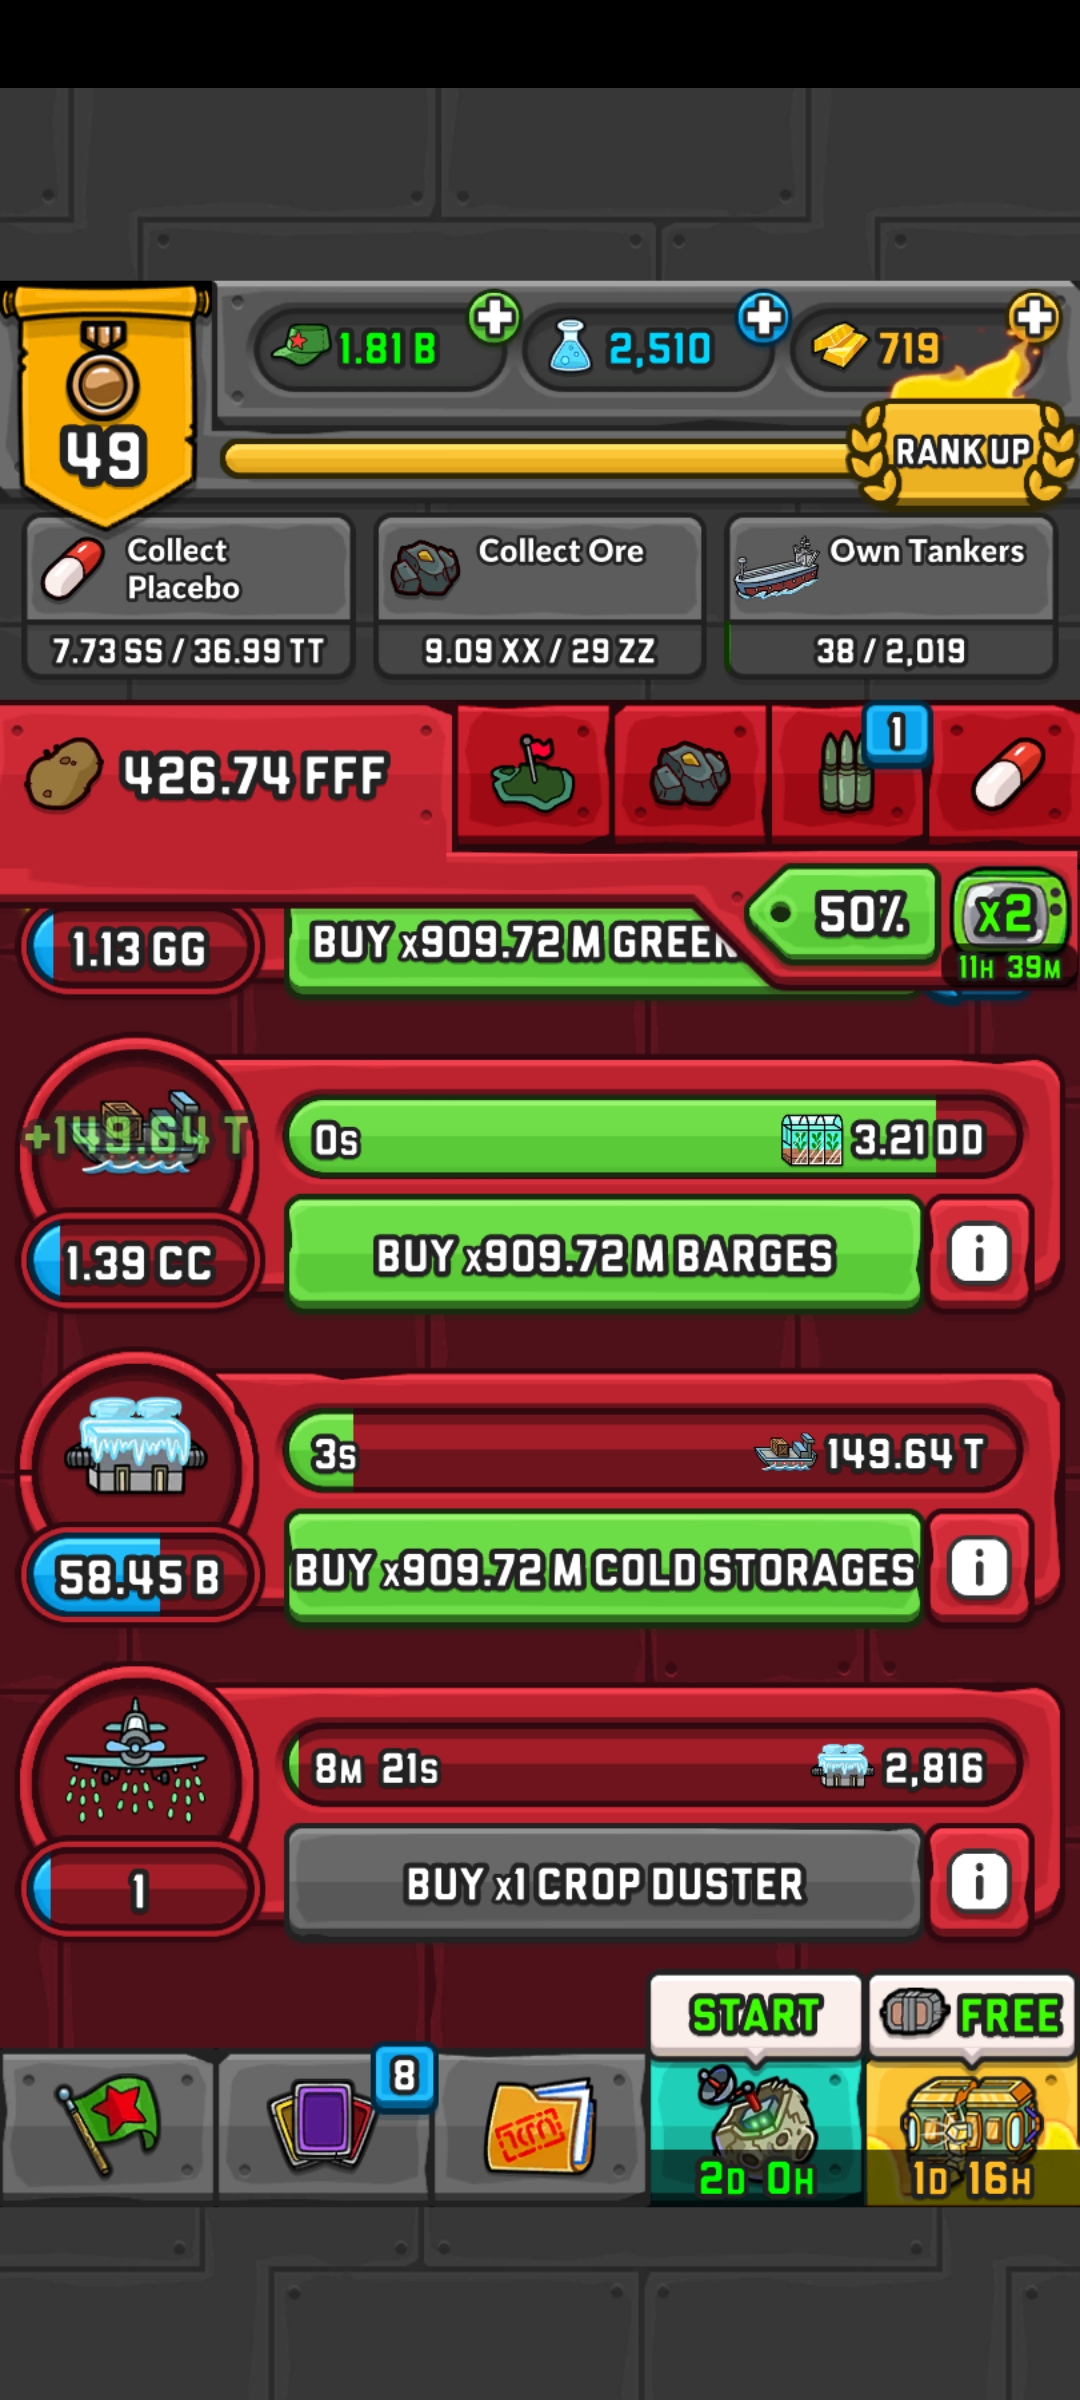 1.81 B
2,510
719
49
RANK UP
Collect
Placebo
Collect Ore
Own Tankers
7.73 SS / 36.99 TT
9.09 XX / 29 ZZ
38 / 2,019
426.74 FFF
1
50%
x2
11H 39M
1.13 GG
BUY x909.72 M GREEN
+149.64 T
0s
3.21 DD
1.39 CC
BUY x909.72 M BARGES
i
3s
149.64 T
58.45 B
BUY x909.72 M COLD STORAGES
i
8M 21s
2,816
1
BUY x1 CROP DUSTER
i
START
FREE
8
2D 0H
1D 16H